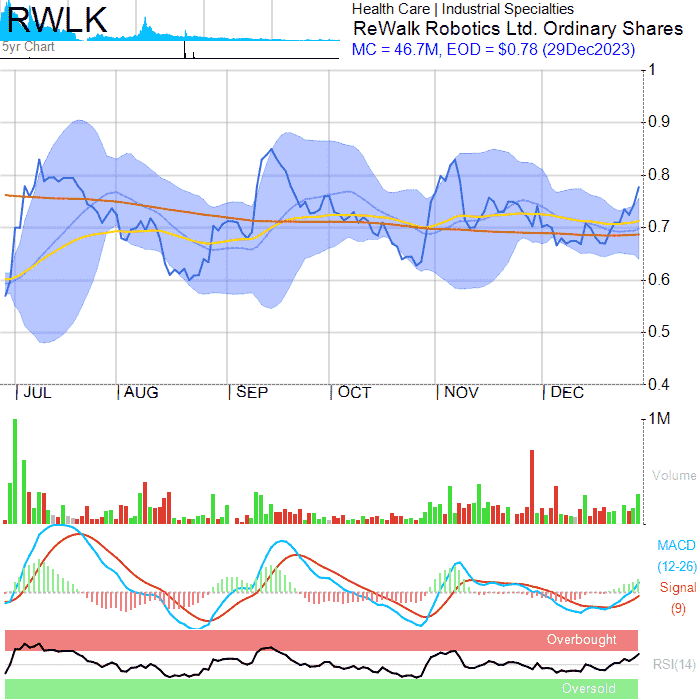 RWLK
5yr Chart
Health Care | Industrial Specialties
ReWalk Robotics Ltd. Ordinary Shares
MC = 46.7M, EOD = $0.78 (29Dec2023)
1
0.9
0.8
0.7
0.6
0.5
0.4
JUL AUG SEP OCT NOV DEC
1M
Volume
MACD
(12-26)
Signal
(9)
Overbought
RSI(14)
Oversold